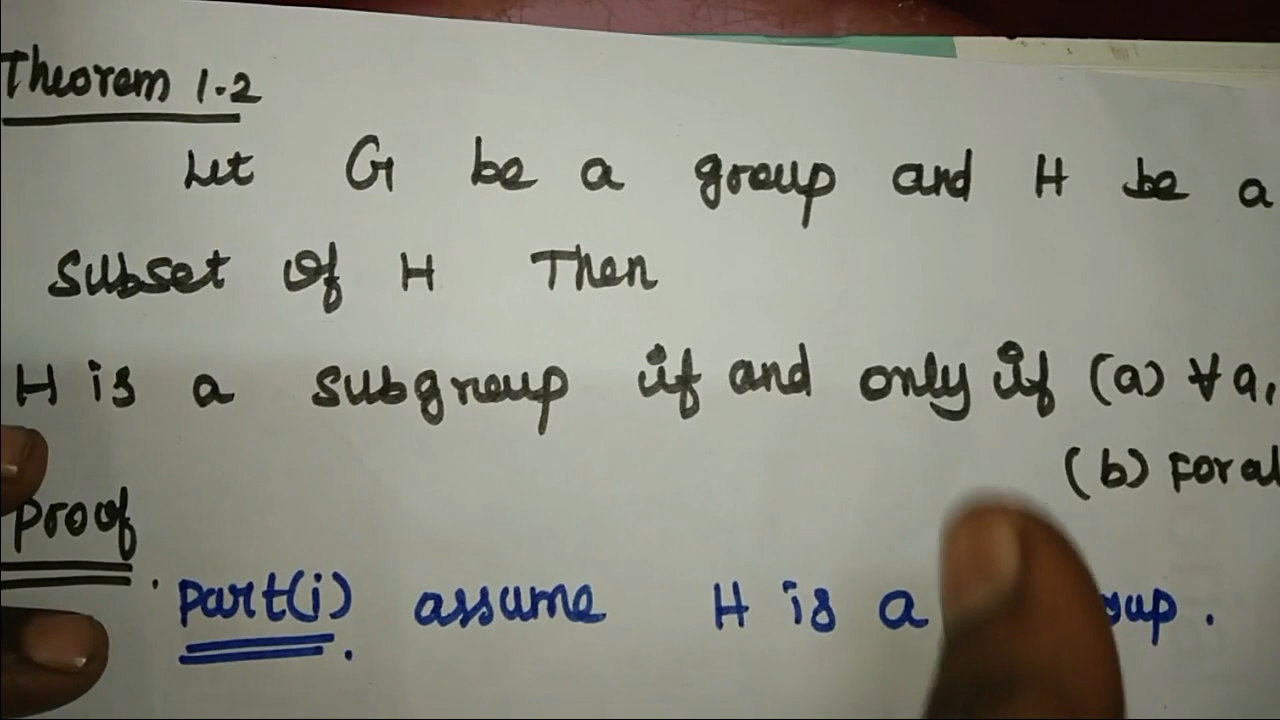 Theorem 1.2
Let G be a group and H be a
subset of H Then
H is a subgroup if and only if (a) ∀ a,
(b) For al
Proof
Part(i) assume H is a